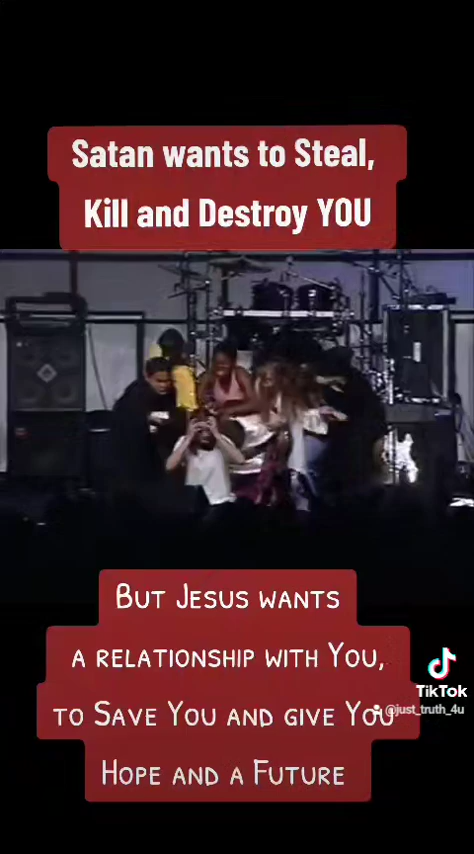 Satan wants to Steal,
Kill and Destroy YOU
But Jesus wants
a relationship with You,
to Save You and give You
Hope and a Future
TikTok
@just_truth_4u